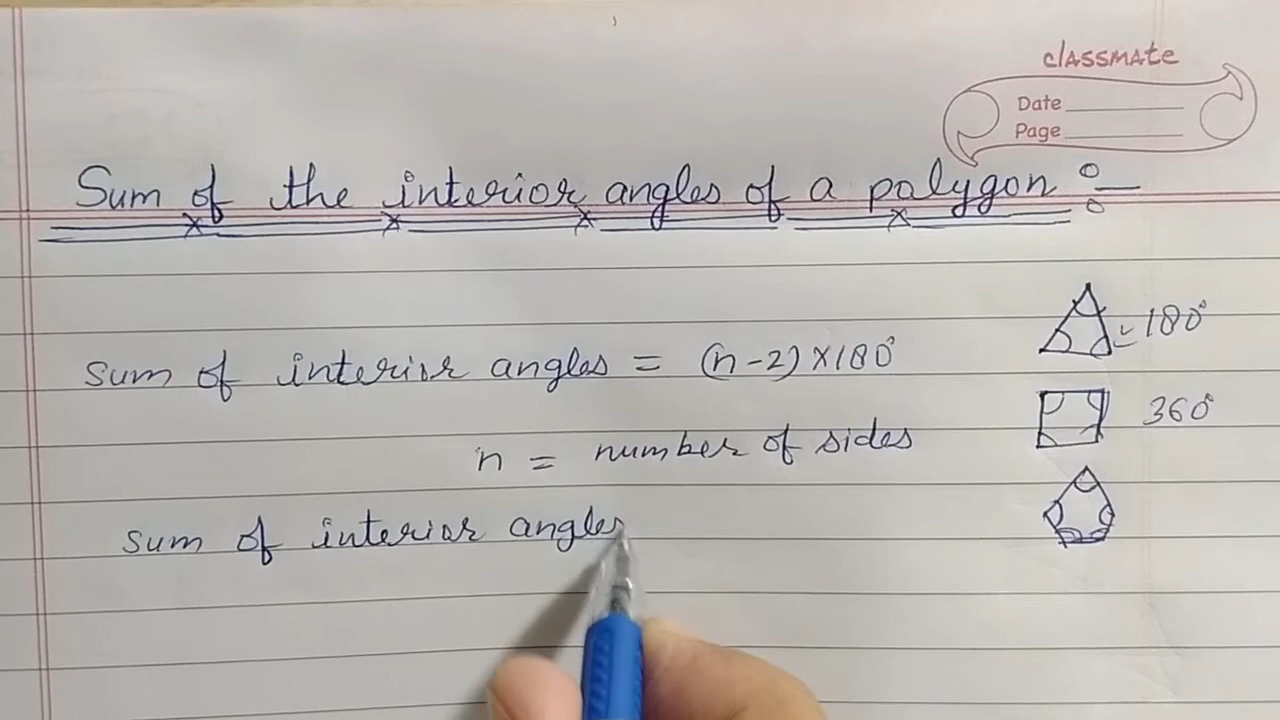 classmate
Date
Page
Sum of the interior angles of a polygon :-
Sum of interior angles = (n-2)×180°
= 180°
360°
n = number of sides
sum of interior angles